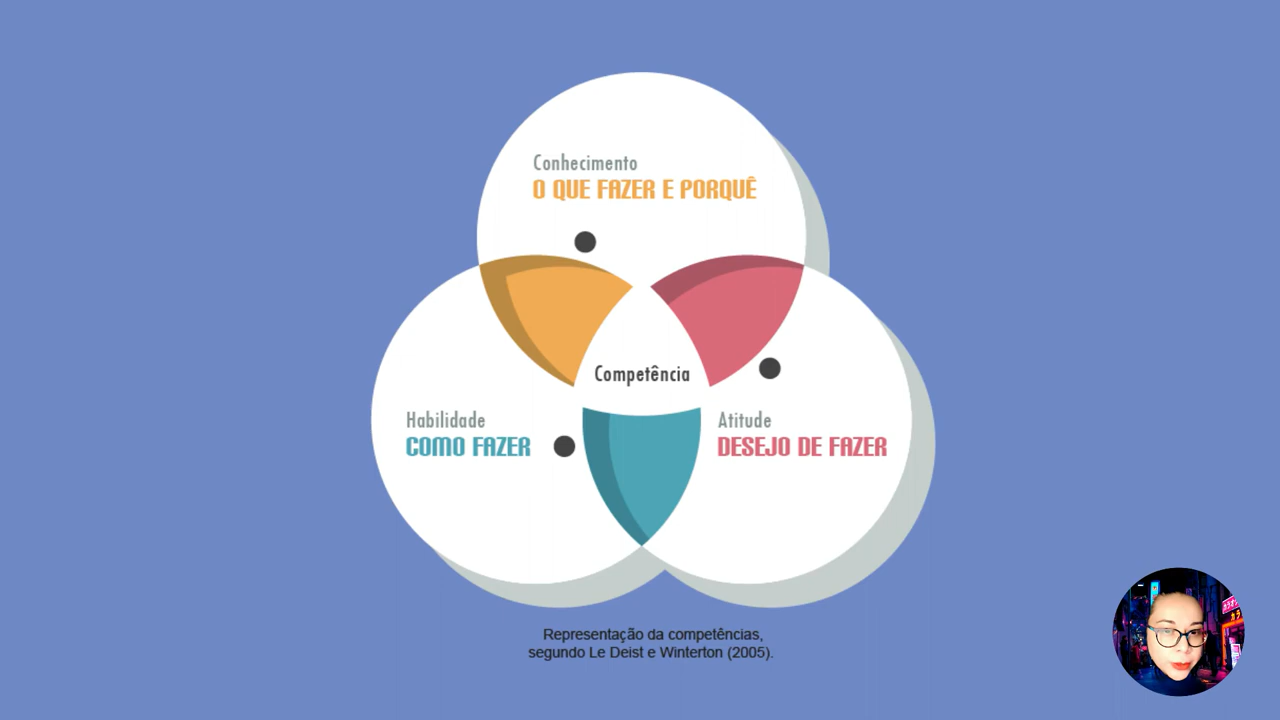 Conhecimento
O QUE FAZER E PORQUÊ
Competência
Habilidade
COMO FAZER
Atitude
DESEJO DE FAZER
Representação da competências,
segundo Le Deist e Winterton (2005).